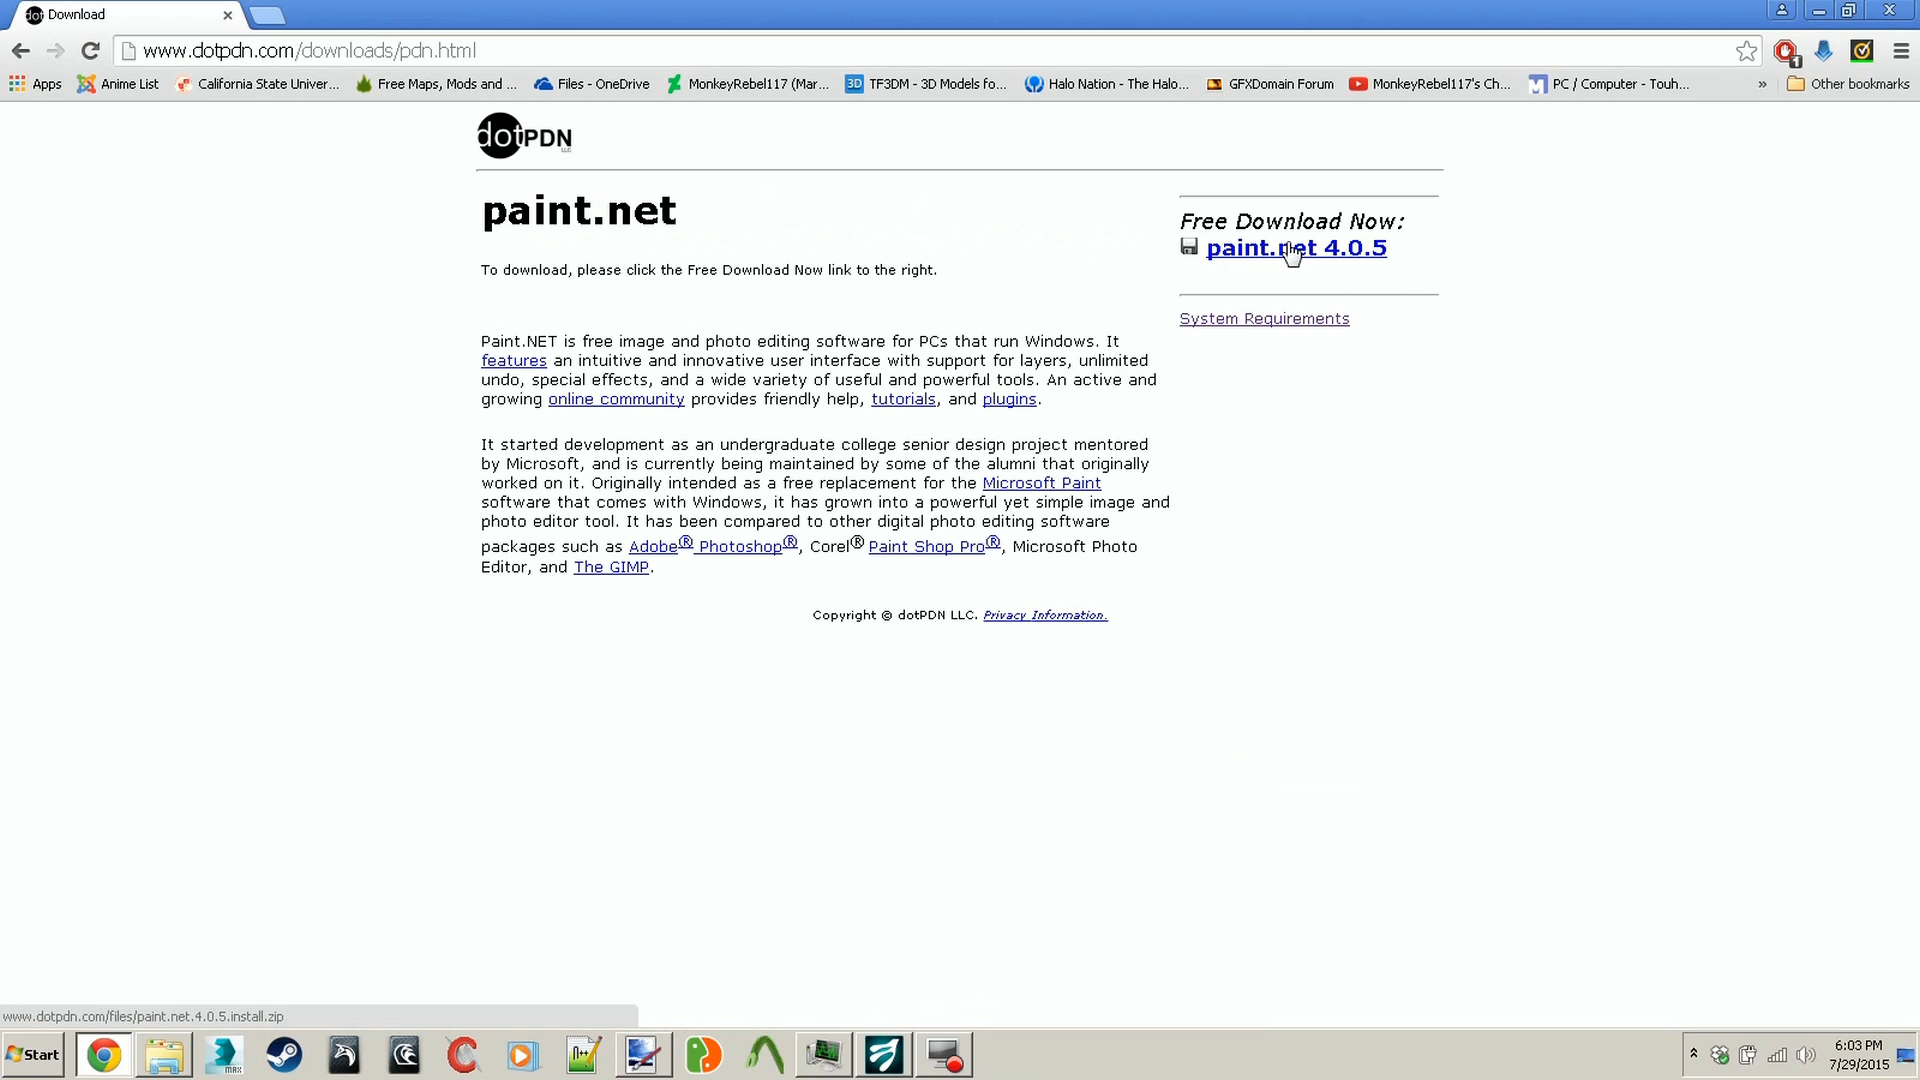 Download
www.dotpdn.com/downloads/pdn.html
Apps
Anime List
California State Univer...
Free Maps, Mods and ...
Files - OneDrive
MonkeyRebel117 (Mar...
3D
TF3DM - 3D Models fo...
Halo Nation - The Halo...
GFXDomain Forum
MonkeyRebel117's Ch...
PC / Computer - Touh...
»
Other bookmarks
dotPDN
LLC
paint.net
Free Download Now:
paint.net 4.0.5
To download, please click the Free Download Now link to the right.
System Requirements
Paint.NET is free image and photo editing software for PCs that run Windows. It
features an intuitive and innovative user interface with support for layers, unlimited
undo, special effects, and a wide variety of useful and powerful tools. An active and
growing online community provides friendly help, tutorials, and plugins.
It started development as an undergraduate college senior design project mentored
by Microsoft, and is currently being maintained by some of the alumni that originally
worked on it. Originally intended as a free replacement for the Microsoft Paint
software that comes with Windows, it has grown into a powerful yet simple image and
photo editor tool. It has been compared to other digital photo editing software
packages such as Adobe® Photoshop®, Corel® Paint Shop Pro®, Microsoft Photo
Editor, and The GIMP.
Copyright © dotPDN LLC. Privacy Information.
www.dotpdn.com/files/paint.net.4.0.5.install.zip
Start
MAX
6:03 PM
7/29/2015